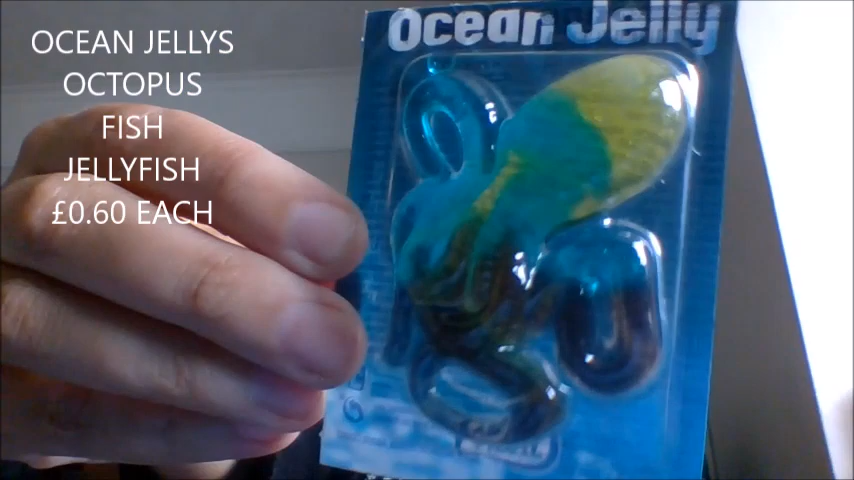 OCEAN JELLYS
OCTOPUS
FISH
JELLYFISH
£0.60 EACH
Ocean Jelly